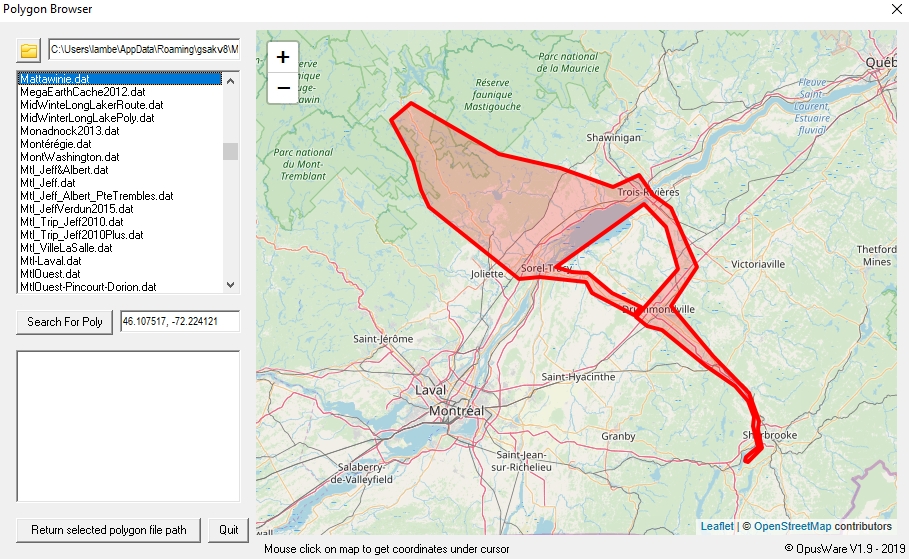 Polygon Browser
C:\Users\lambe\AppData\Roaming\gsakv8\M
Mattawinie.dat
MegaEarthCache2012.dat
MidWinteLongLakerRoute.dat
MidWinterLongLakePoly.dat
Monadnock2013.dat
Montérégie.dat
MontWashington.dat
Mtl_Jeff&Albert.dat
Mtl_Jeff.dat
Mtl_Jeff_Albert_PteTrembles.dat
Mtl_JeffVerdun2015.dat
Mtl_Trip_Jeff2010.dat
Mtl_Trip_Jeff2010Plus.dat
Mtl_VilleLaSalle.dat
Mtl-Laval.dat
MtlOuest.dat
MtlOuest-Pincourt-Dorion.dat
Search For Poly
46.107517, -72.224121
Return selected polygon file path
Quit
+
−
Réserve
faunique
Mastigouche
Parc national
de la Mauricie
Parc national
du Mont-
Tremblant
Shawinigan
Québ
Fleuve
Saint-
Laurent,
Estuaire
fluvial
Trois-Rivières
Joliette
Sorel-Tracy
Victoriaville
Thetford
Mines
Drummondville
Saint-Jérôme
Laval
Montréal
Saint-Hyacinthe
Granby
Sherbrooke
Saint-Jean-
sur-Richelieu
Salaberry-
de-Valleyfield
Leaflet | © OpenStreetMap contributors
Mouse click on map to get coordinates under cursor
© OpusWare V1.9 - 2019